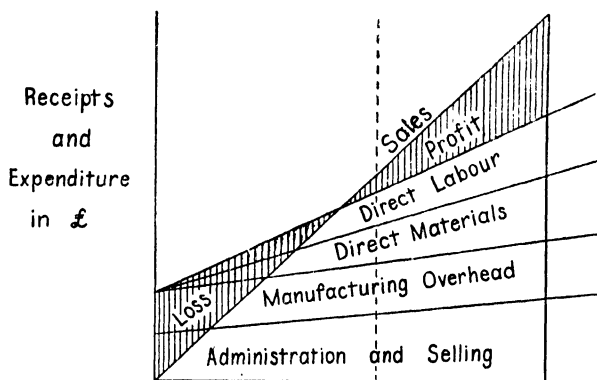 Receipts
and
Expenditure
in £
Sales
Profit
Direct Labour
Direct Materials
Manufacturing Overhead
Loss
Administration and Selling